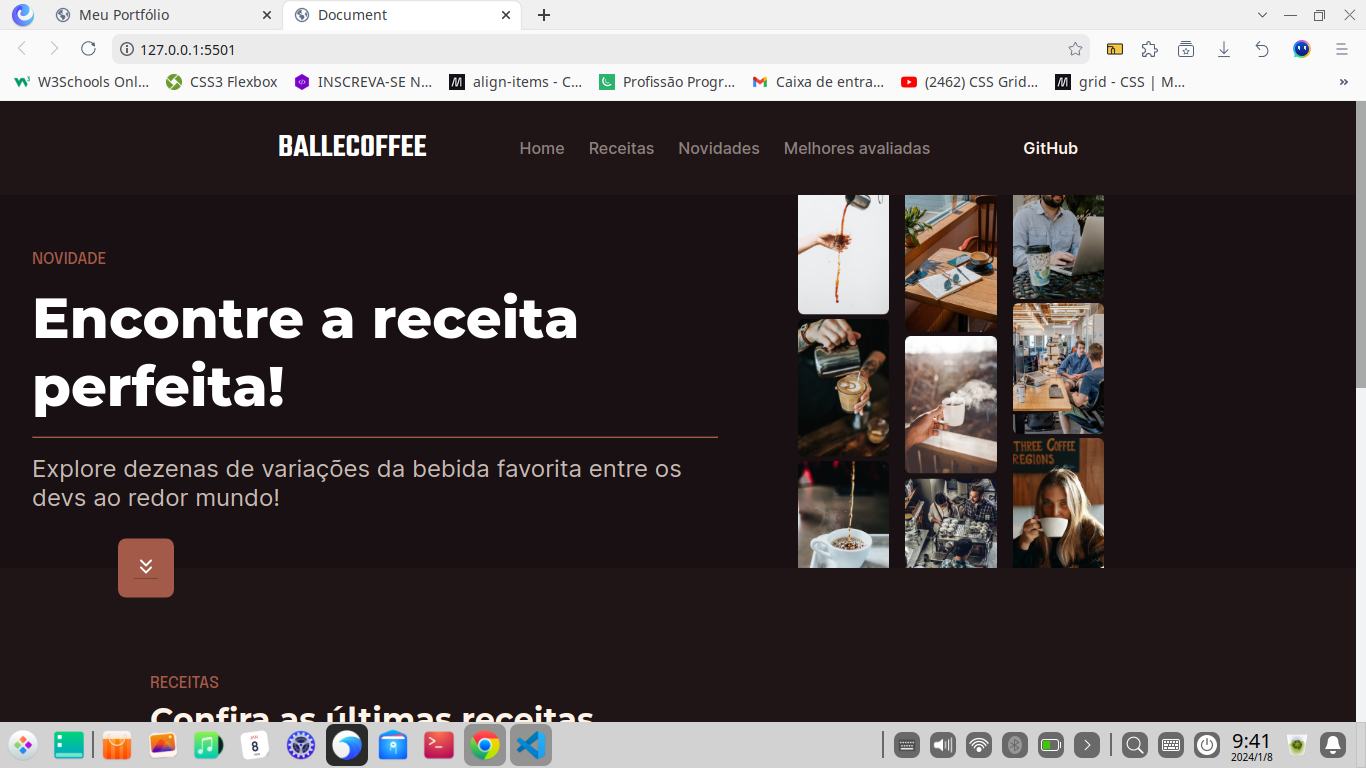 Meu Portfólio
Document
127.0.0.1:5501
W3Schools Onl...
CSS3 Flexbox
INSCREVA-SE N...
align-items - C...
Profissão Progr...
Caixa de entra...
(2462) CSS Grid...
grid - CSS | M...
»
BALLECOFFEE
Home
Receitas
Novidades
Melhores avaliadas
GitHub
NOVIDADE
Encontre a receita
perfeita!
Explore dezenas de variações da bebida favorita entre os
devs ao redor mundo!
THREE COFFEE
REGIONS
RECEITAS
Confira as últimas receitas
8
9:41
2024/1/8